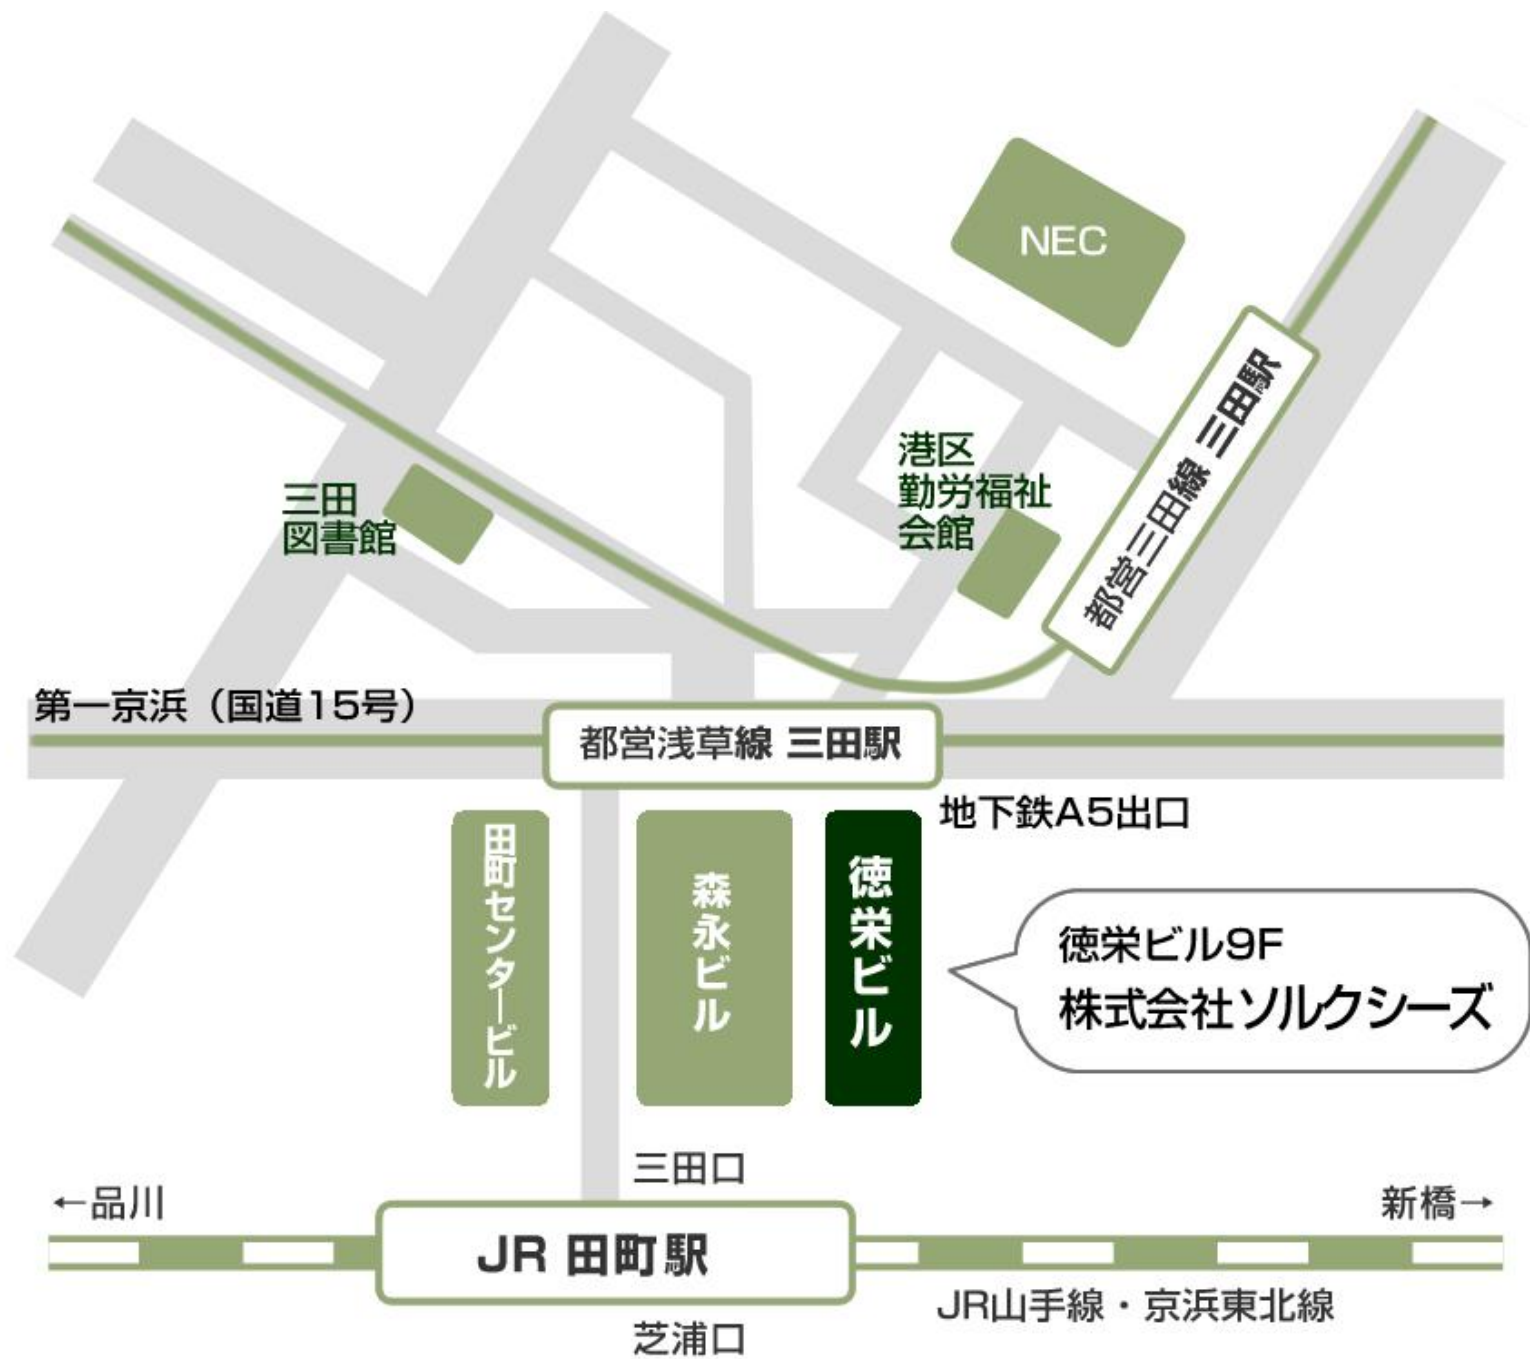 NEC
都営三田線 三田駅
港区
勤労福祉
会館
三田
図書館
第一京浜（国道15号）
都営浅草線 三田駅
地下鉄A5出口
田町センタービル
森永ビル
徳栄ビル
徳栄ビル9F
株式会社ソルクシーズ
三田口
←品川
新橋→
JR 田町駅
JR山手線・京浜東北線
芝浦口